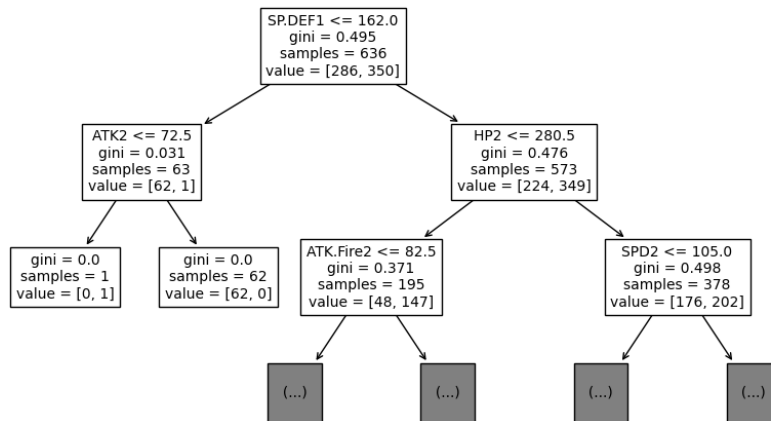 SP.DEF1 <= 162.0
gini = 0.495
samples = 636
value = [286, 350]
ATK2 <= 72.5
gini = 0.031
samples = 63
value = [62, 1]
HP2 <= 280.5
gini = 0.476
samples = 573
value = [224, 349]
gini = 0.0
samples = 1
value = [0, 1]
gini = 0.0
samples = 62
value = [62, 0]
ATK.Fire2 <= 82.5
gini = 0.371
samples = 195
value = [48, 147]
SPD2 <= 105.0
gini = 0.498
samples = 378
value = [176, 202]
(...)
(...)
(...)
(...)